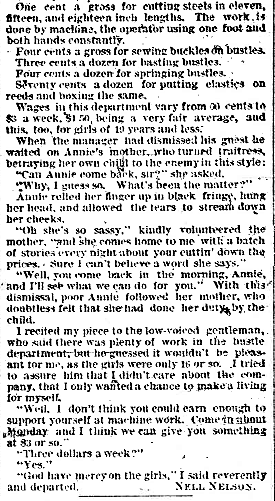 One cent a gross for cutting steels in eleven,
fifteen, and eighteen inch lengths. The work is
done by machine, the operator using one foot and
both hands constantly.
Four cents a gross for sewing buckles on bustles.
Three cents a dozen for basting bustles.
Four cents a dozen for springing bustles.
Seventy cents a dozen for putting elastics on
reeds and boxing the same.
Wages in this department vary from 60 cents to
$3 a week, $1.50, being a very fair average, and
this, too, for girls of 19 years and less.
When the manager had dismissed his guest he
waited on Annie's mother, who turned traitress,
betraying her own child to the enemy in this style:
"Can Annie come back, sir?" she asked.
"Why, I guess so. What's been the matter?"
Annie relied her finger up in black fringe, hung
her head, and allowed the tears to stream down
her cheeks.
"Oh she's so sassy," kindly volunteered the
mother, "and she comes home to me with a batch
of stories every night about your cuttin' down the
prices. Sure I can't believe a word she says."
"Well, you come back in the morning, Annie,
and I'll see what we can do for you." With this
dismissal, poor Annie followed her mother, who
doubtless felt that she had done her duty by the
child.
I recited my piece to the low-voiced gentleman,
who said there was plenty of work in the bustle
department, but he guessed it wouldn't be pleas-
ant for me, as the girls were only 16 or so. I tried
to assure him that I didn't care about the com-
pany, that I only wanted a chance to make a living
for myself.
"Well, I don't think you could earn enough to
support yourself at machine work. Come in about
Monday and I think we can give you something
at $3 or so."
"Three dollars a week?"
"Yes."
"God have mercy on the girls," I said reverently
and departed. NELL NELSON.